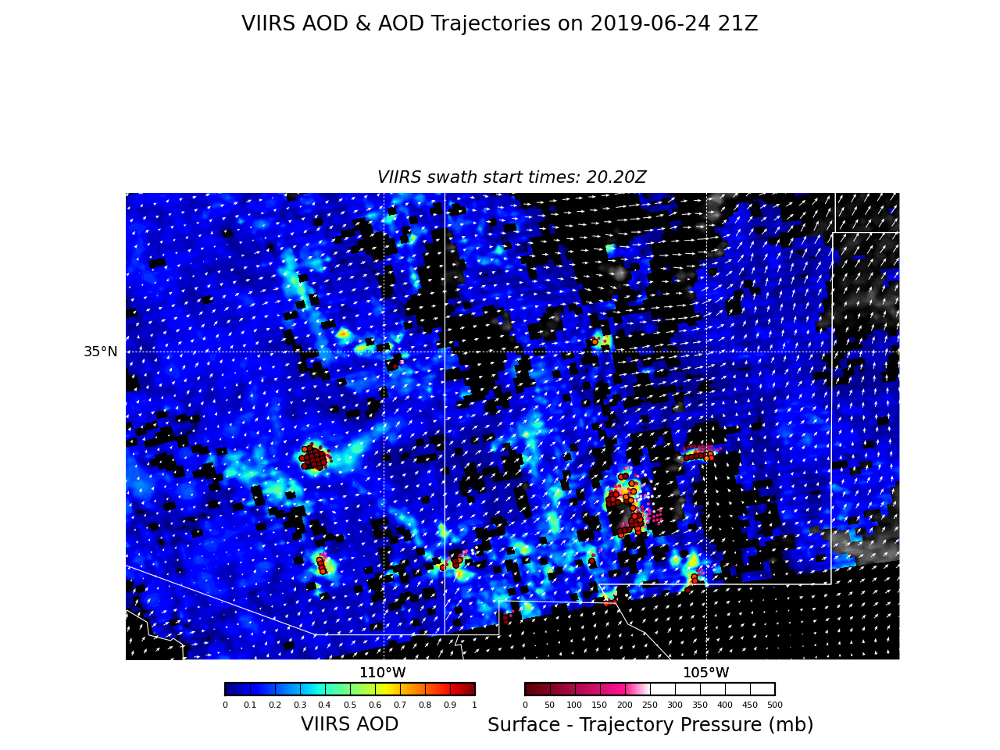 VIIRS AOD & AOD Trajectories on 2019-06-24 21Z
VIIRS swath start times: 20.20Z
35°N
110°W 105°W
0 0.1 0.2 0.3 0.4 0.5 0.6 0.7 0.8 0.9 1 0 50 100 150 200 250 300 350 400 450 500
VIIRS AOD Surface - Trajectory Pressure (mb)